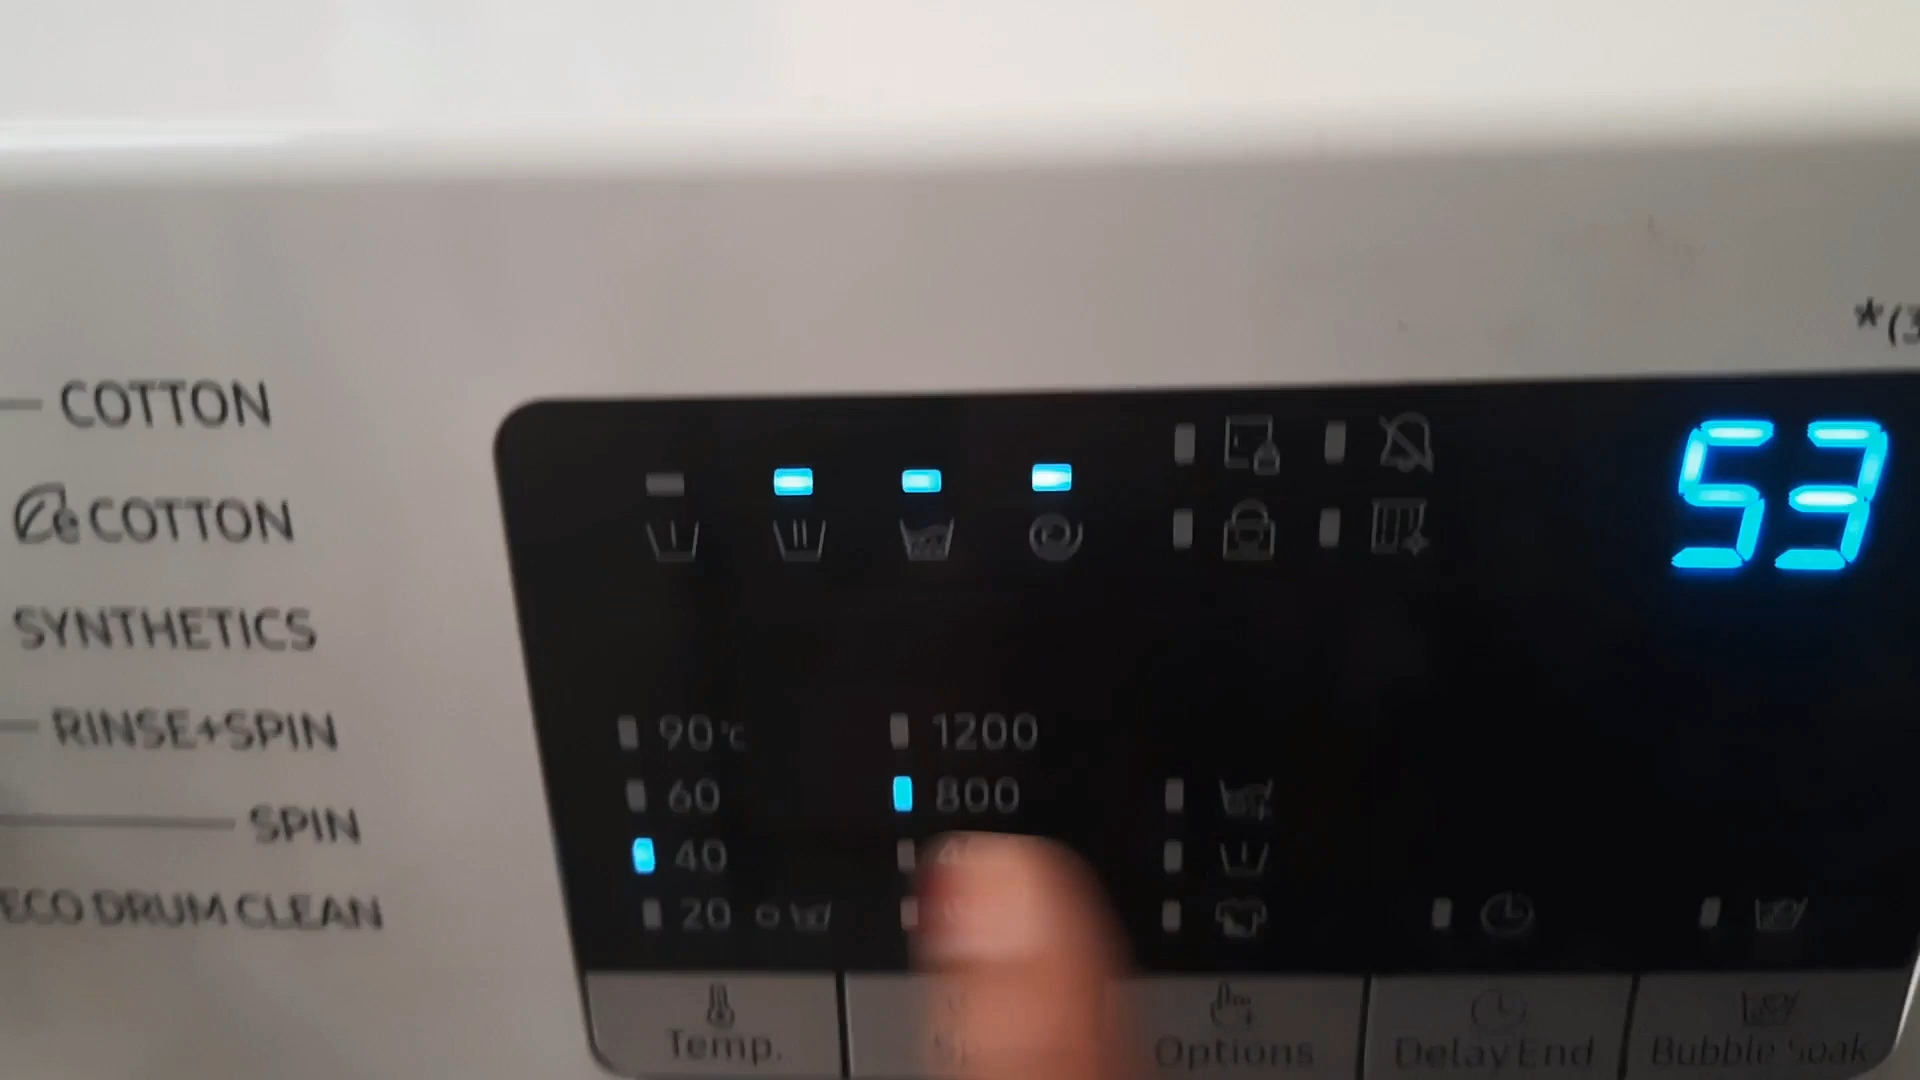 *(3
COTTON
53
COTTON
SYNTHETICS
RINSE+SPIN
90°C
1200
60
800
SPIN
40
20
ECO DRUM CLEAN
Temp.
Options
Delay End
Bubble Soak